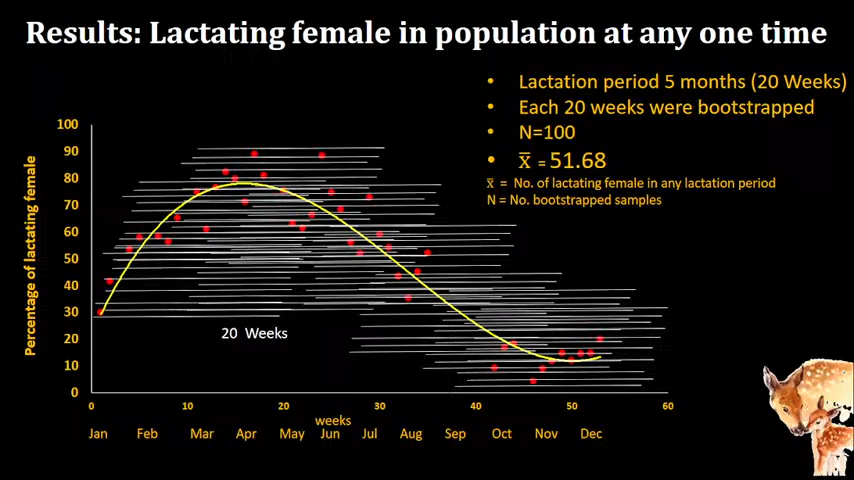 Results: Lactating female in population at any one time
• Lactation period 5 months (20 Weeks)
• Each 20 weeks were bootstrapped
• N=100
• x̅ = 51.68
x̅ = No. of lactating female in any lactation period
N = No. bootstrapped samples
Percentage of lactating female
100
90
80
70
60
50
40
30
20
10
0
20 Weeks
0 10 20 30 40 50 60
weeks
Jan Feb Mar Apr May Jun Jul Aug Sep Oct Nov Dec